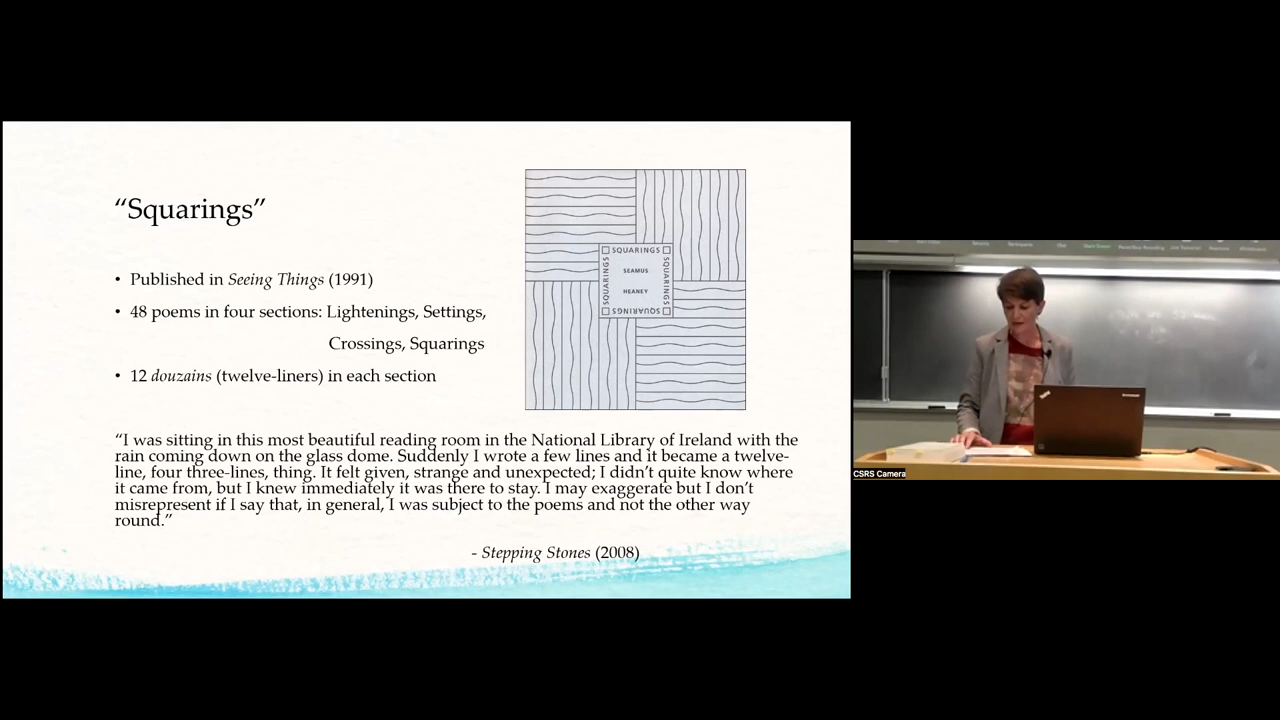 “Squarings”
• Published in Seeing Things (1991)
• 48 poems in four sections: Lightenings, Settings,
Crossings, Squarings
• 12 douzains (twelve-liners) in each section
SQUARINGS
SQUARINGS
SEAMUS
HEANEY
SQUARINGS
SQUARINGS
“I was sitting in this most beautiful reading room in the National Library of Ireland with the
rain coming down on the glass dome. Suddenly I wrote a few lines and it became a twelve-
line, four three-lines, thing. It felt given, strange and unexpected; I didn’t quite know where
it came from, but I knew immediately it was there to stay. I may exaggerate but I don’t
misrepresent if I say that, in general, I was subject to the poems and not the other way
round.”
- Stepping Stones (2008)
CSRS Camera